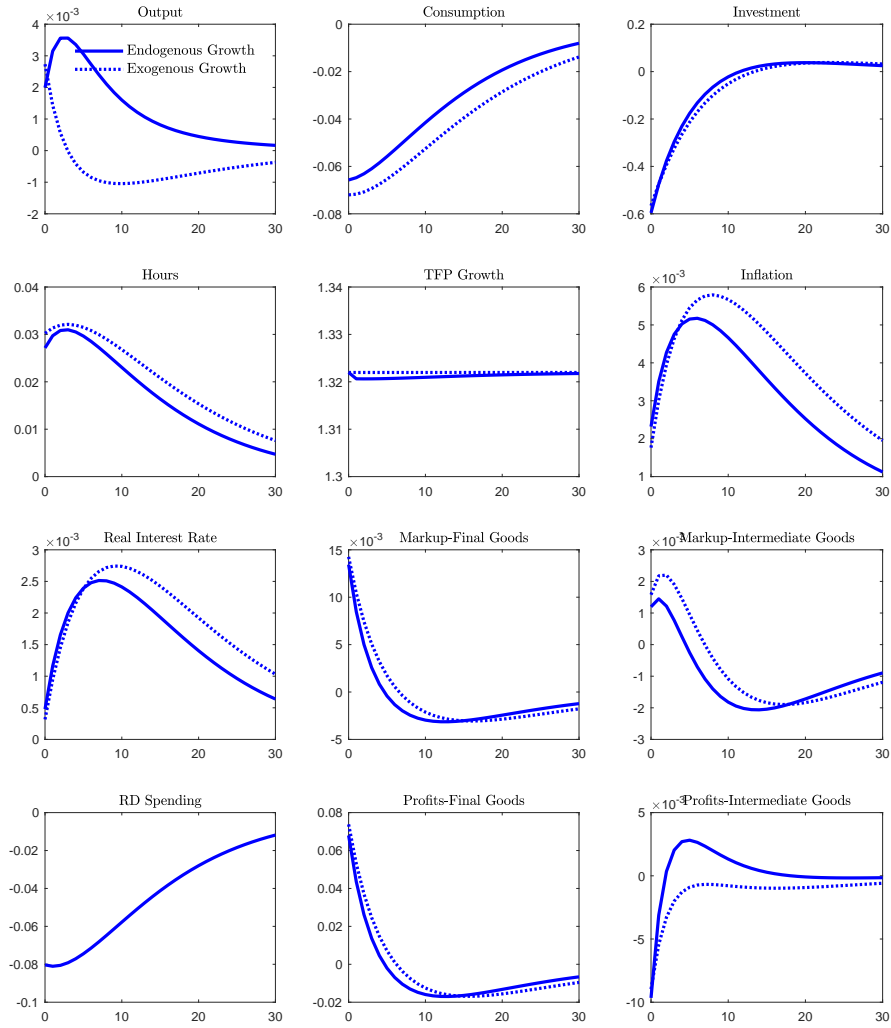 Output
×10⁻³
4
3
2
1
0
-1
-2
0 10 20 30
Endogenous Growth
Exogenous Growth
Consumption
0
-0.02
-0.04
-0.06
-0.08
0 10 20 30
Investment
0.2
0
-0.2
-0.4
-0.6
0 10 20 30
Hours
0.04
0.03
0.02
0.01
0
0 10 20 30
TFP Growth
1.34
1.33
1.32
1.31
1.3
0 10 20 30
Inflation
×10⁻³
6
5
4
3
2
1
0 10 20 30
Real Interest Rate
×10⁻³
3
2.5
2
1.5
1
0.5
0
0 10 20 30
Markup-Final Goods
×10⁻³
15
10
5
0
-5
0 10 20 30
Markup-Intermediate Goods
×10⁻³
3
2
1
0
-1
-2
-3
0 10 20 30
RD Spending
0
-0.02
-0.04
-0.06
-0.08
-0.1
0 10 20 30
Profits-Final Goods
0.08
0.06
0.04
0.02
0
-0.02
0 10 20 30
Profits-Intermediate Goods
×10⁻³
5
0
-5
-10
0 10 20 30